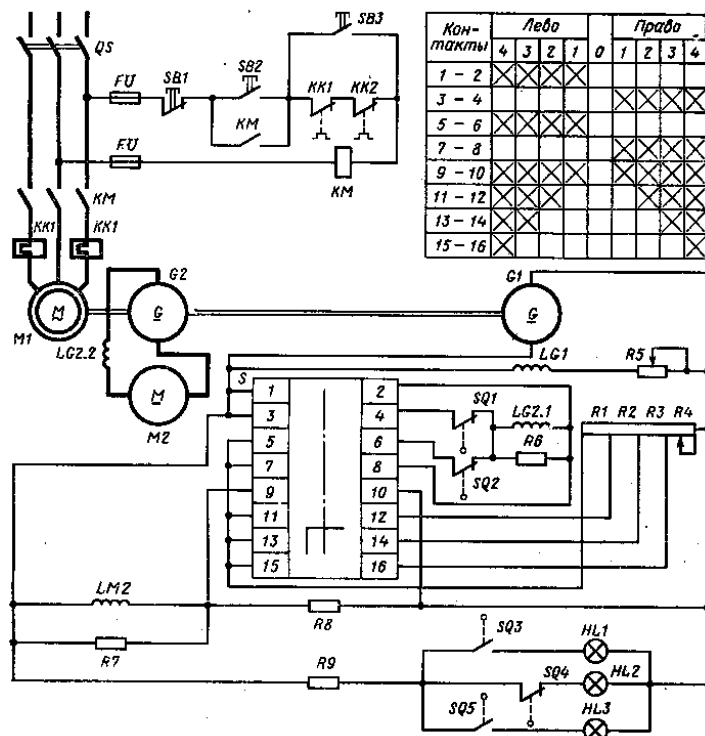 SB3
QS
FU
SB1
SB2
KK1
KK2
KM
FU
KM
KM
KK1
KK1
M
M1
G2
G
G1
G
LG2.2
M
M2
LG1
R5
Кон-
такты
Лево
Право
4 3 2 1 0 1 2 3 4
1 – 2
3 – 4
5 – 6
7 – 8
9 – 10
11 – 12
13 – 14
15 – 16
S
1 2
3 4
5 6
7 8
9 10
11 12
13 14
15 16
SQ1
LG2.1
R6
SQ2
R1 R2 R3 R4
LM2
R7
R8
R9
SQ3
HL1
SQ4
HL2
SQ5
HL3